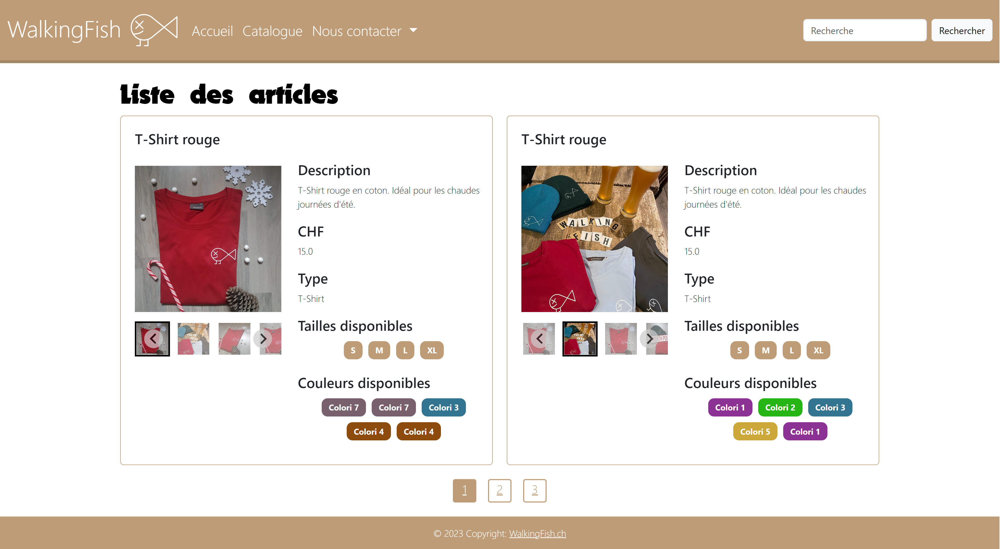 WalkingFish
Accueil Catalogue Nous contacter
Recherche
Rechercher
Liste des articles
T-Shirt rouge
Description
T-Shirt rouge en coton. Idéal pour les chaudes
journées d'été.
CHF
15.0
Type
T-Shirt
Tailles disponibles
S M L XL
Couleurs disponibles
Colori 7 Colori 7 Colori 3
Colori 4 Colori 4
T-Shirt rouge
WALKING
FISH
Description
T-Shirt rouge en coton. Idéal pour les chaudes
journées d'été.
CHF
15.0
Type
T-Shirt
Tailles disponibles
S M L XL
Couleurs disponibles
Colori 1 Colori 2 Colori 3
Colori 5 Colori 1
1 2 3
© 2023 Copyright: WalkingFish.ch